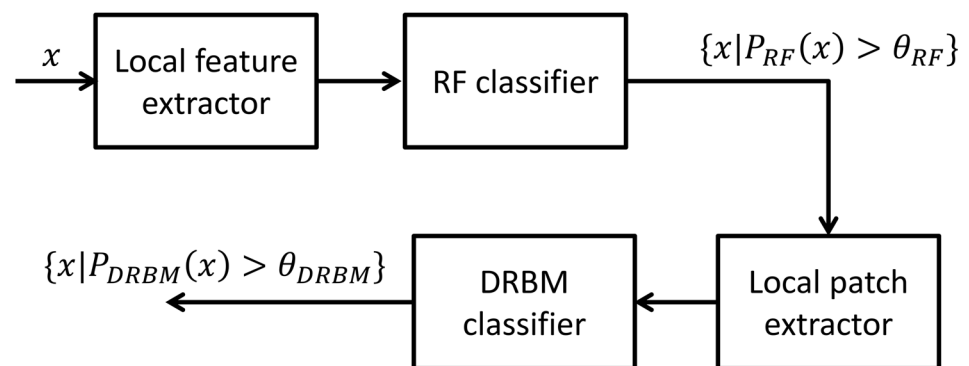 x
Local feature
extractor
RF classifier
{x|P_RF(x) > θ_RF}
{x|P_DRBM(x) > θ_DRBM}
DRBM
classifier
Local patch
extractor